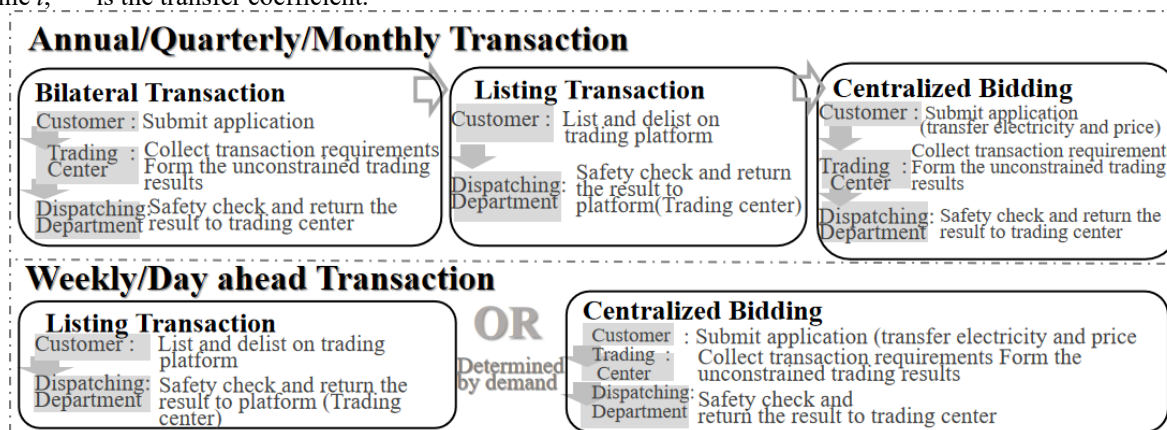 is the transfer coefficient.
Annual/Quarterly/Monthly Transaction
Bilateral Transaction
Customer : Submit application
Trading Center : Collect transaction requirements
Form the unconstrained trading
results
Dispatching Department: Safety check and return the
result to trading center
Listing Transaction
Customer : List and delist on
trading platform
Dispatching Department: Safety check and return
the result to
platform(Trading center)
Centralized Bidding
Customer : Submit application
(transfer electricity and price)
Trading Center : Collect transaction requirement
Form the unconstrained trading
results
Dispatching Department: Safety check and return the
result to trading center
Weekly/Day ahead Transaction
Listing Transaction
Customer : List and delist on trading
platform
Dispatching Department: Safety check and return the
result to platform (Trading
center)
OR
Determined
by demand
Centralized Bidding
Customer : Submit application (transfer electricity and price
Trading Center : Collect transaction requirements Form the
unconstrained trading results
Dispatching Department: Safety check and
return the result to trading center